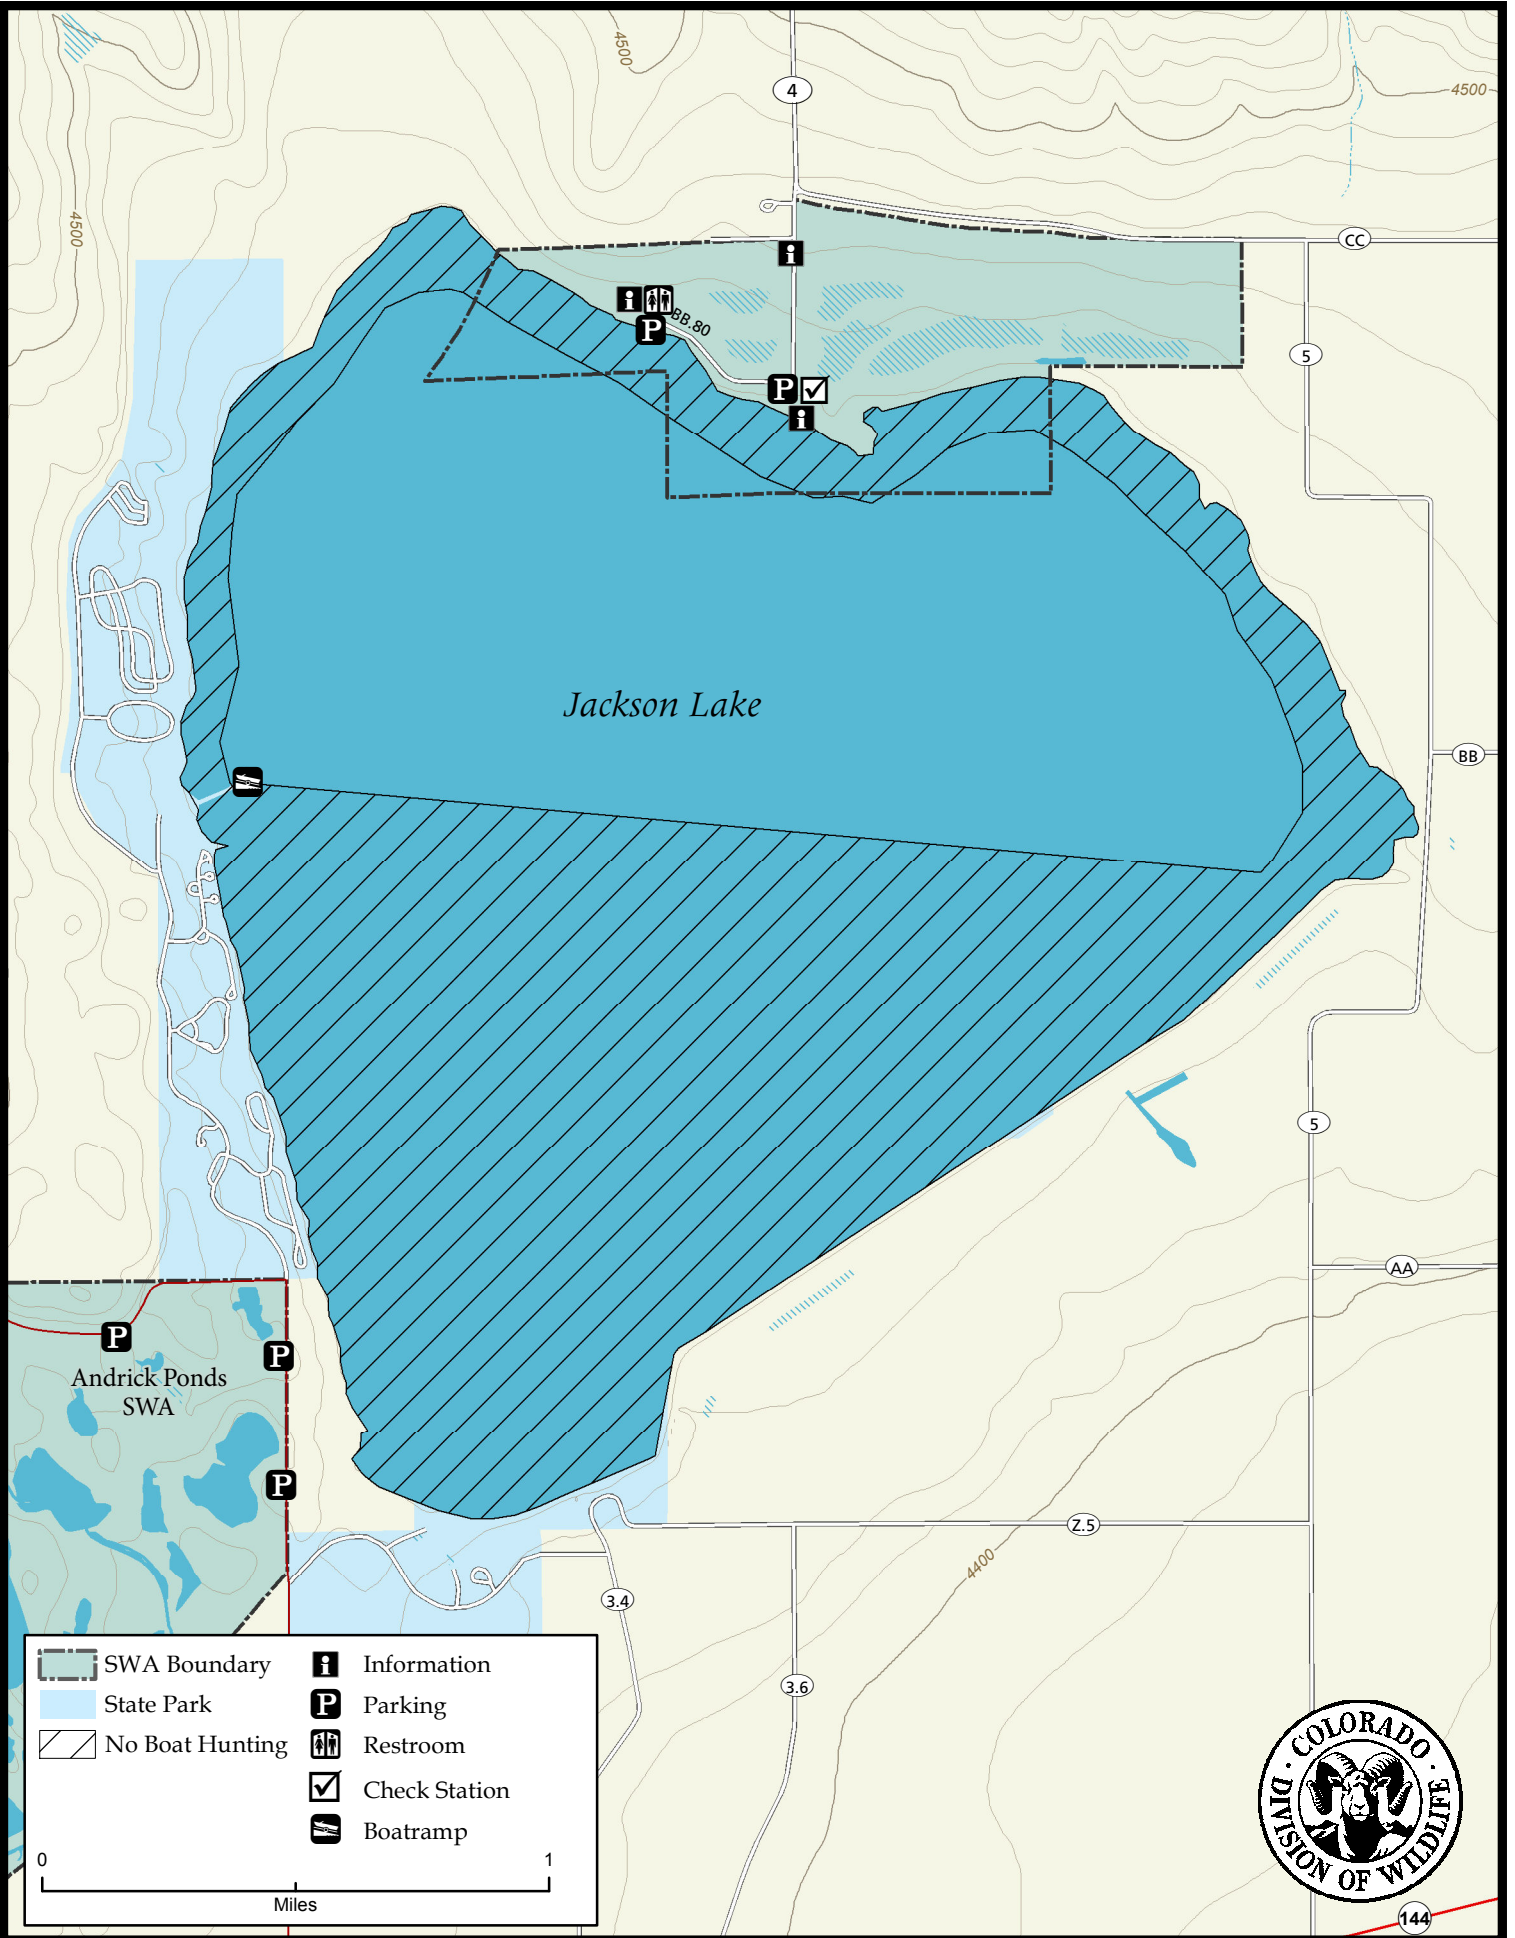 4500
4
4500
4500
CC
BB.80
P
P
5
Jackson Lake
BB
5
AA
P
P
Andrick Ponds
SWA
P
Z.5
4400
3.4
3.6
SWA Boundary
State Park
No Boat Hunting
Information
P Parking
Restroom
Check Station
Boatramp
0 1
Miles
COLORADO
DIVISION OF WILDLIFE
144